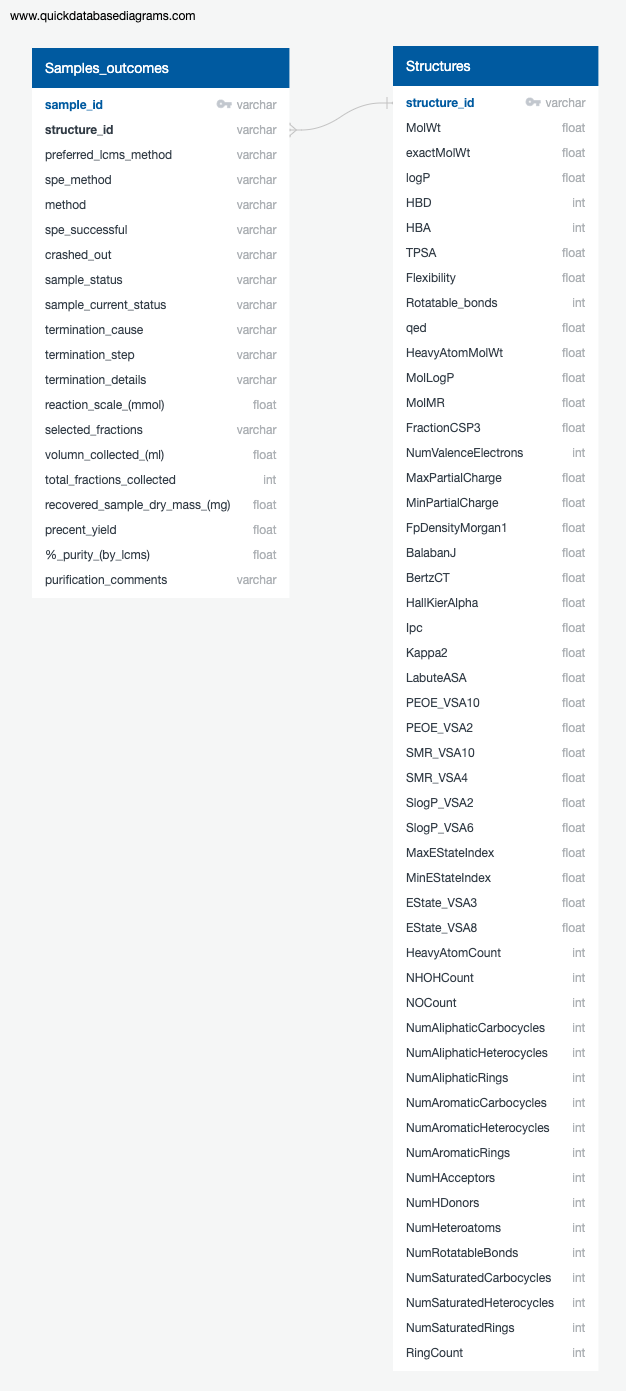 www.quickdatabasediagrams.com
Samples_outcomes
sample_id varchar
structure_id varchar
preferred_lcms_method varchar
spe_method varchar
method varchar
spe_successful varchar
crashed_out varchar
sample_status varchar
sample_current_status varchar
termination_cause varchar
termination_step varchar
termination_details varchar
reaction_scale_(mmol) float
selected_fractions varchar
volumn_collected_(ml) float
total_fractions_collected int
recovered_sample_dry_mass_(mg) float
precent_yield float
%_purity_(by_lcms) float
purification_comments varchar
Structures
structure_id varchar
MolWt float
exactMolWt float
logP float
HBD int
HBA int
TPSA float
Flexibility float
Rotatable_bonds int
qed float
HeavyAtomMolWt float
MolLogP float
MolMR float
FractionCSP3 float
NumValenceElectrons int
MaxPartialCharge float
MinPartialCharge float
FpDensityMorgan1 float
BalabanJ float
BertzCT float
HallKierAlpha float
Ipc float
Kappa2 float
LabuteASA float
PEOE_VSA10 float
PEOE_VSA2 float
SMR_VSA10 float
SMR_VSA4 float
SlogP_VSA2 float
SlogP_VSA6 float
MaxEStateIndex float
MinEStateIndex float
EState_VSA3 float
EState_VSA8 float
HeavyAtomCount int
NHOHCount int
NOCount int
NumAliphaticCarbocycles int
NumAliphaticHeterocycles int
NumAliphaticRings int
NumAromaticCarbocycles int
NumAromaticHeterocycles int
NumAromaticRings int
NumHAcceptors int
NumHDonors int
NumHeteroatoms int
NumRotatableBonds int
NumSaturatedCarbocycles int
NumSaturatedHeterocycles int
NumSaturatedRings int
RingCount int